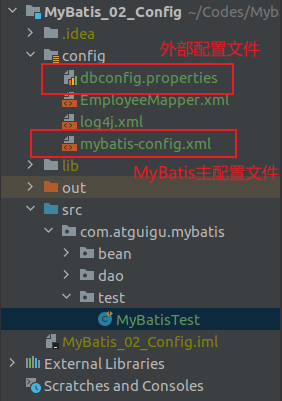 MyBatis_02_Config ~/Codes/Myb
.idea
config
外部配置文件
dbconfig.properties
EmployeeMapper.xml
log4j.xml
mybatis-config.xml
lib
MyBatis主配置文件
out
src
com.atguigu.mybatis
bean
dao
test
MyBatisTest
MyBatis_02_Config.iml
External Libraries
Scratches and Consoles